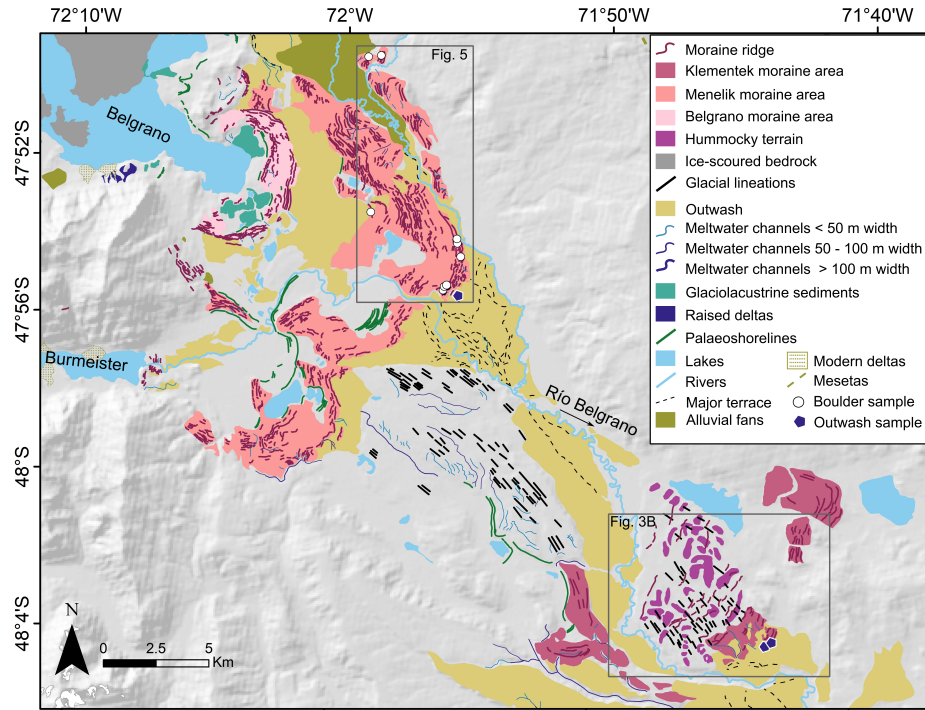 72°10'W
72°W
71°50'W
71°40'W
47°52'S
47°56'S
48°S
48°4'S
Fig. 5
Belgrano
Burmeister
Río Belgrano
Fig. 3B
N
0 2.5 5
Km
Moraine ridge
Klementek moraine area
Menelik moraine area
Belgrano moraine area
Hummocky terrain
Ice-scoured bedrock
Glacial lineations
Outwash
Meltwater channels < 50 m width
Meltwater channels 50 - 100 m width
Meltwater channels > 100 m width
Glaciolacustrine sediments
Raised deltas
Palaeoshorelines
Lakes
Rivers
Major terrace
Alluvial fans
Modern deltas
Mesetas
Boulder sample
Outwash sample